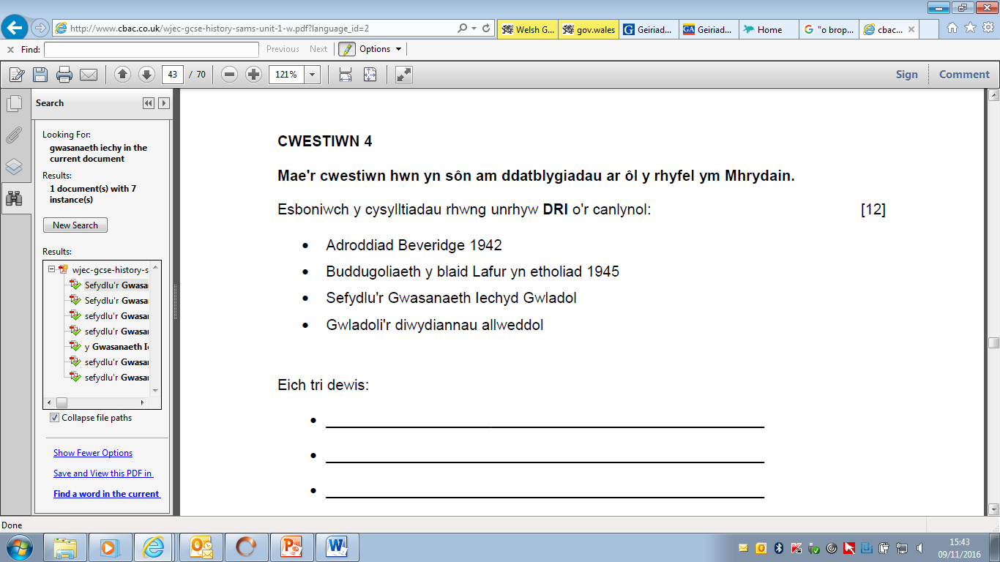 http://www.cbac.co.uk/wjec-gcse-history-sams-unit-1-w.pdf?language_id=2
Welsh G...
gov.wales
Geiriad...
Geiriad...
Home
"o brop...
cbac...
x Find:
Previous Next
Options
43 / 70
121%
Sign
Comment
Search
Looking For:
gwasanaeth iechy in the
current document
Results:
1 document(s) with 7
instance(s)
New Search
Results:
wjec-gcse-history-s
Sefydlu'r Gwasa
Sefydlu'r Gwasa
sefydlu'r Gwasa
sefydlu'r Gwasa
y Gwasanaeth I
sefydlu'r Gwasa
sefydlu'r Gwasa
Collapse file paths
Show Fewer Options
Save and View this PDF in
Find a word in the current
CWESTIWN 4
Mae'r cwestiwn hwn yn sôn am ddatblygiadau ar ôl y rhyfel ym Mhrydain.
Esboniwch y cysylltiadau rhwng unrhyw DRI o'r canlynol: [12]
• Adroddiad Beveridge 1942
• Buddugoliaeth y blaid Lafur yn etholiad 1945
• Sefydlu'r Gwasanaeth Iechyd Gwladol
• Gwladoli'r diwydiannau allweddol
Eich tri dewis:
Done
15:43
09/11/2016